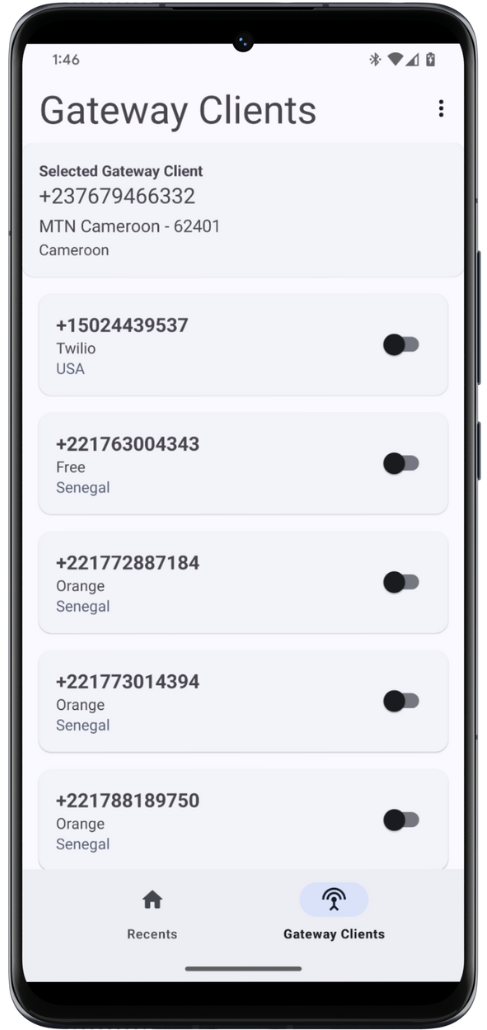 1:46
Gateway Clients
Selected Gateway Client
+237679466332
MTN Cameroon - 62401
Cameroon
+15024439537
Twilio
USA
+221763004343
Free
Senegal
+221772887184
Orange
Senegal
+221773014394
Orange
Senegal
+221788189750
Orange
Senegal
Recents
Gateway Clients